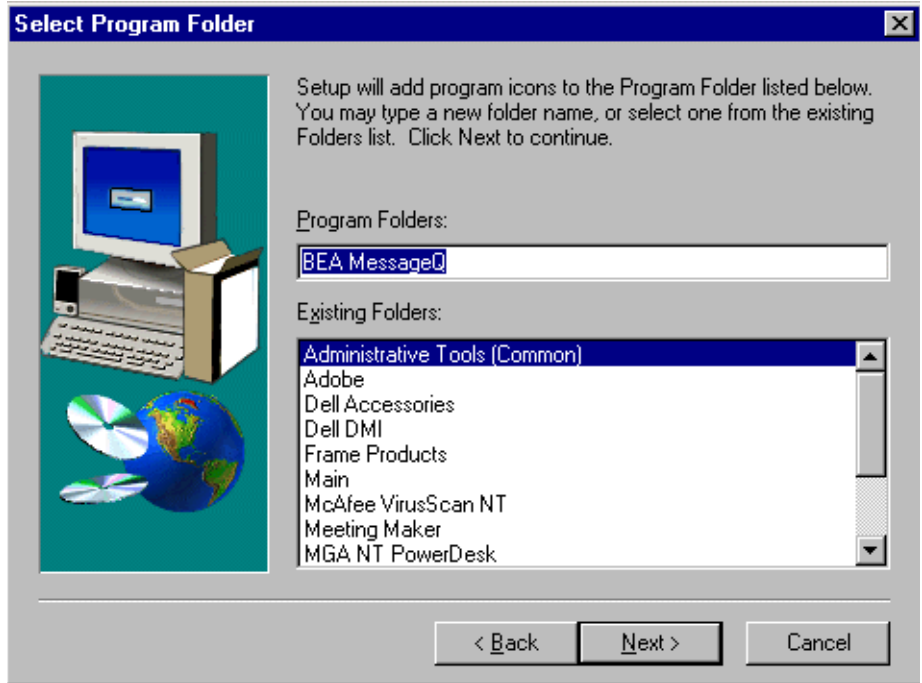 Select Program Folder
Setup will add program icons to the Program Folder listed below.
You may type a new folder name, or select one from the existing
Folders list.  Click Next to continue.
Program Folders:
BEA MessageQ
Existing Folders:
Administrative Tools (Common)
Adobe
Dell Accessories
Dell DMI
Frame Products
Main
McAfee VirusScan NT
Meeting Maker
MGA NT PowerDesk
< Back
Next >
Cancel